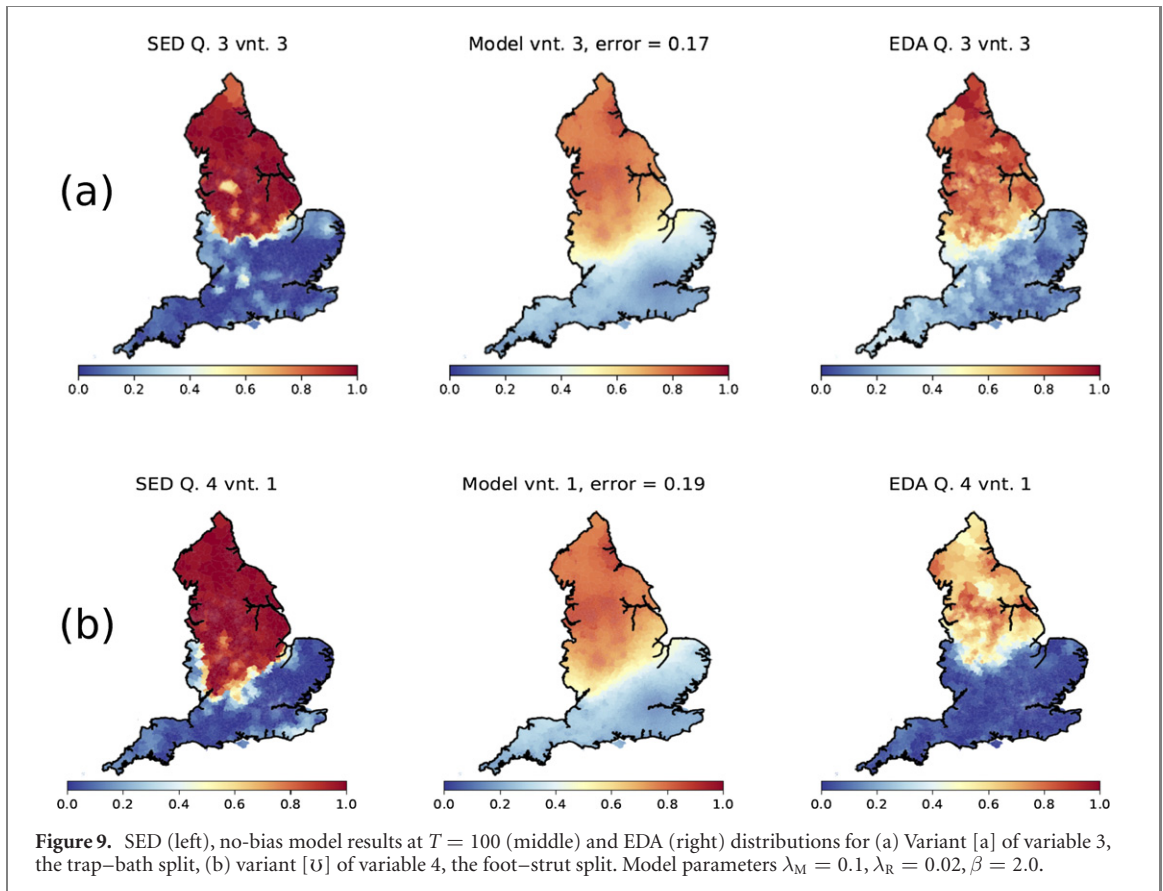 SED Q. 3 vnt. 3
Model vnt. 3, error = 0.17
EDA Q. 3 vnt. 3
(a)
0.0 0.2 0.4 0.6 0.8 1.0
0.0 0.2 0.4 0.6 0.8 1.0
0.0 0.2 0.4 0.6 0.8 1.0
SED Q. 4 vnt. 1
Model vnt. 1, error = 0.19
EDA Q. 4 vnt. 1
(b)
0.0 0.2 0.4 0.6 0.8 1.0
0.0 0.2 0.4 0.6 0.8 1.0
0.0 0.2 0.4 0.6 0.8 1.0
Figure 9. SED (left), no-bias model results at T = 100 (middle) and EDA (right) distributions for (a) Variant [a] of variable 3,
the trap–bath split, (b) variant [ʊ] of variable 4, the foot–strut split. Model parameters λM = 0.1, λR = 0.02, β = 2.0.